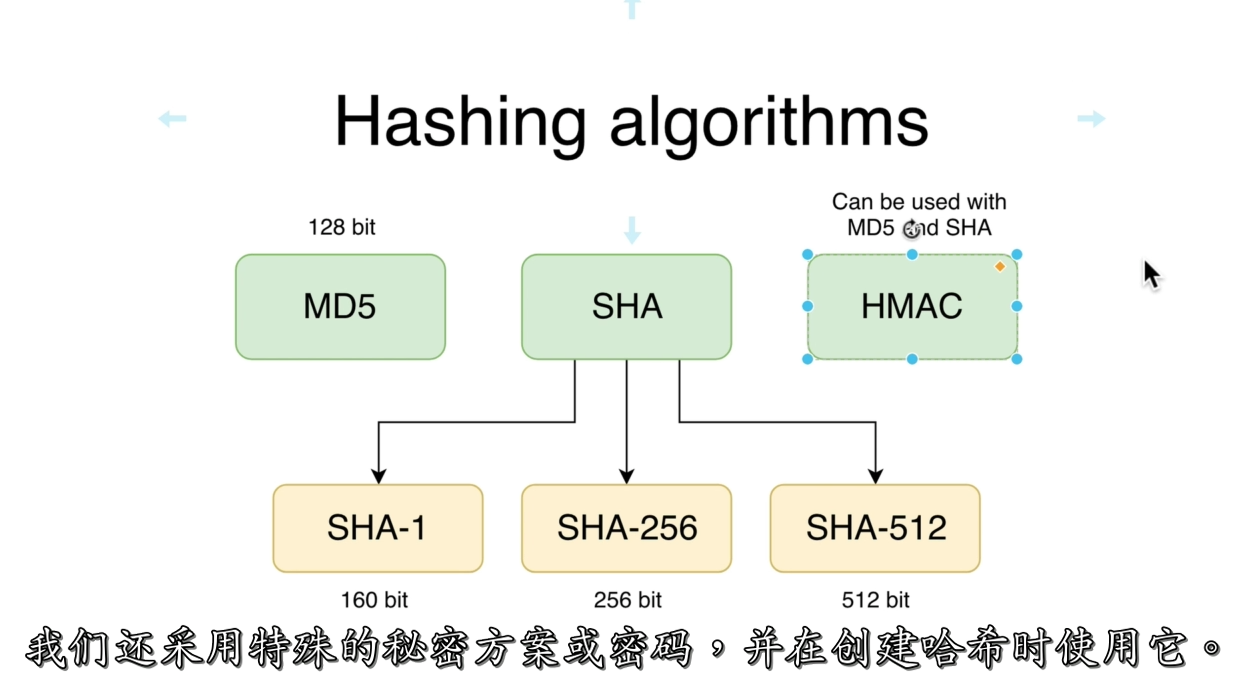 Hashing algorithms
128 bit
Can be used with
MD5 and SHA
MD5
SHA
HMAC
SHA-1
SHA-256
SHA-512
160 bit
256 bit
512 bit
我们还采用特殊的秘密方案或密码，并在创建哈希时使用它。